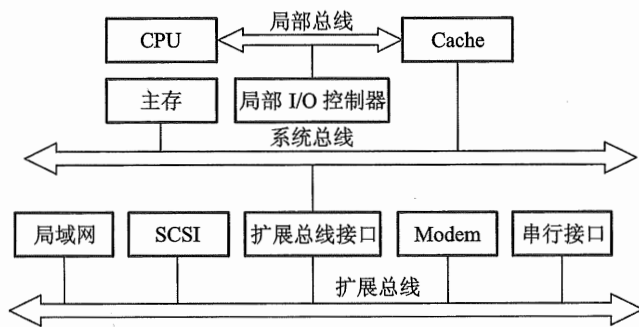 局部总线
CPU
Cache
主存
局部 I/O 控制器
系统总线
局域网
SCSI
扩展总线接口
Modem
串行接口
扩展总线